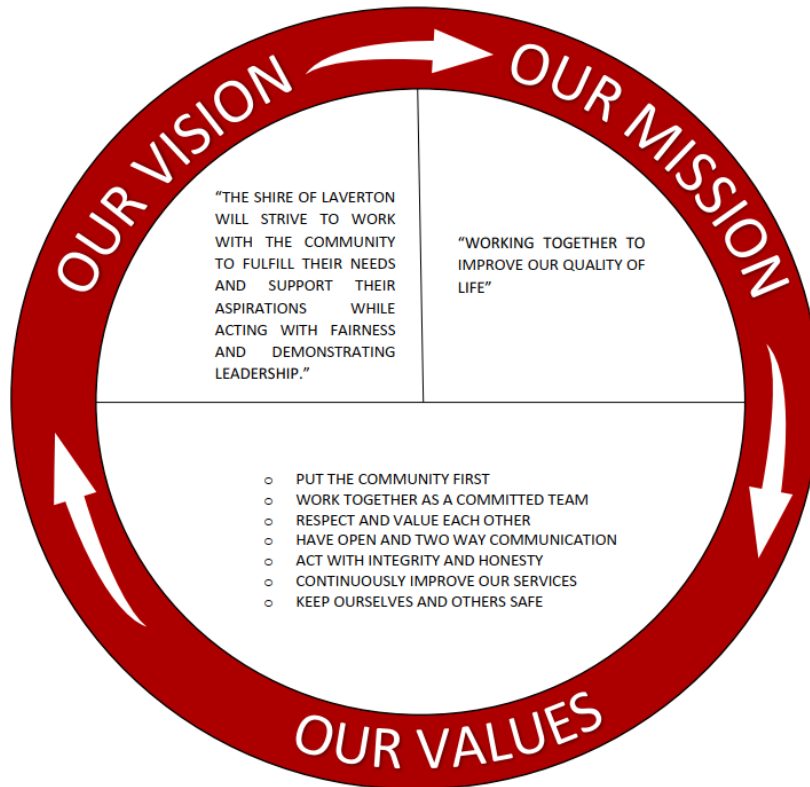 OUR VISION
OUR MISSION
“THE SHIRE OF LAVERTON
WILL STRIVE TO WORK
WITH THE COMMUNITY
TO FULFILL THEIR NEEDS
AND SUPPORT THEIR
ASPIRATIONS WHILE
ACTING WITH FAIRNESS
AND DEMONSTRATING
LEADERSHIP.”
“WORKING TOGETHER TO
IMPROVE OUR QUALITY OF
LIFE”
o PUT THE COMMUNITY FIRST
o WORK TOGETHER AS A COMMITTED TEAM
o RESPECT AND VALUE EACH OTHER
o HAVE OPEN AND TWO WAY COMMUNICATION
o ACT WITH INTEGRITY AND HONESTY
o CONTINUOUSLY IMPROVE OUR SERVICES
o KEEP OURSELVES AND OTHERS SAFE
OUR VALUES